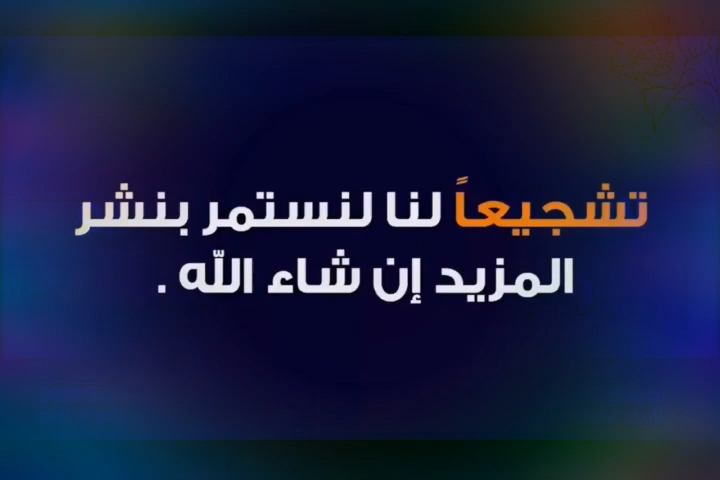 تشجيعاً لنا لنستمر بنشر
المزيد إن شاء الله .